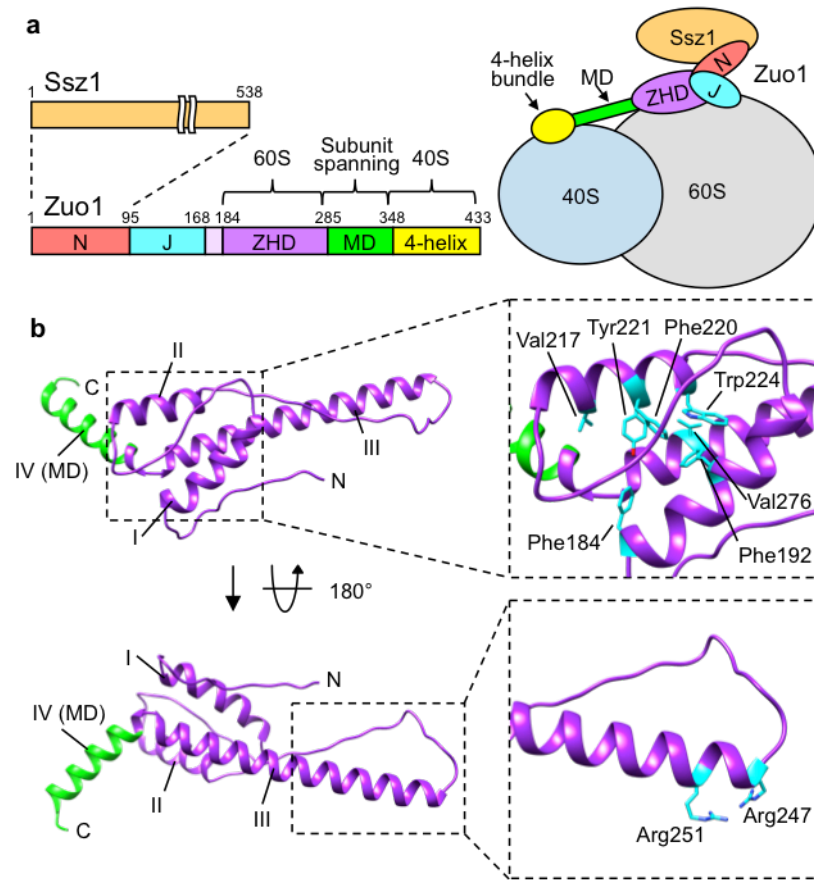 a
Ssz1
1 538
Zuo1
60S Subunit spanning 40S
1 95 168 184 285 348 433
N J ZHD MD 4-helix
4-helix bundle
MD
Ssz1
N
Zuo1
ZHD
J
40S
60S
b
II
C
IV (MD)
III
N
I
Val217
Tyr221
Phe220
Trp224
Val276
Phe184
Phe192
180°
I
N
IV (MD)
II
III
C
Arg247
Arg251